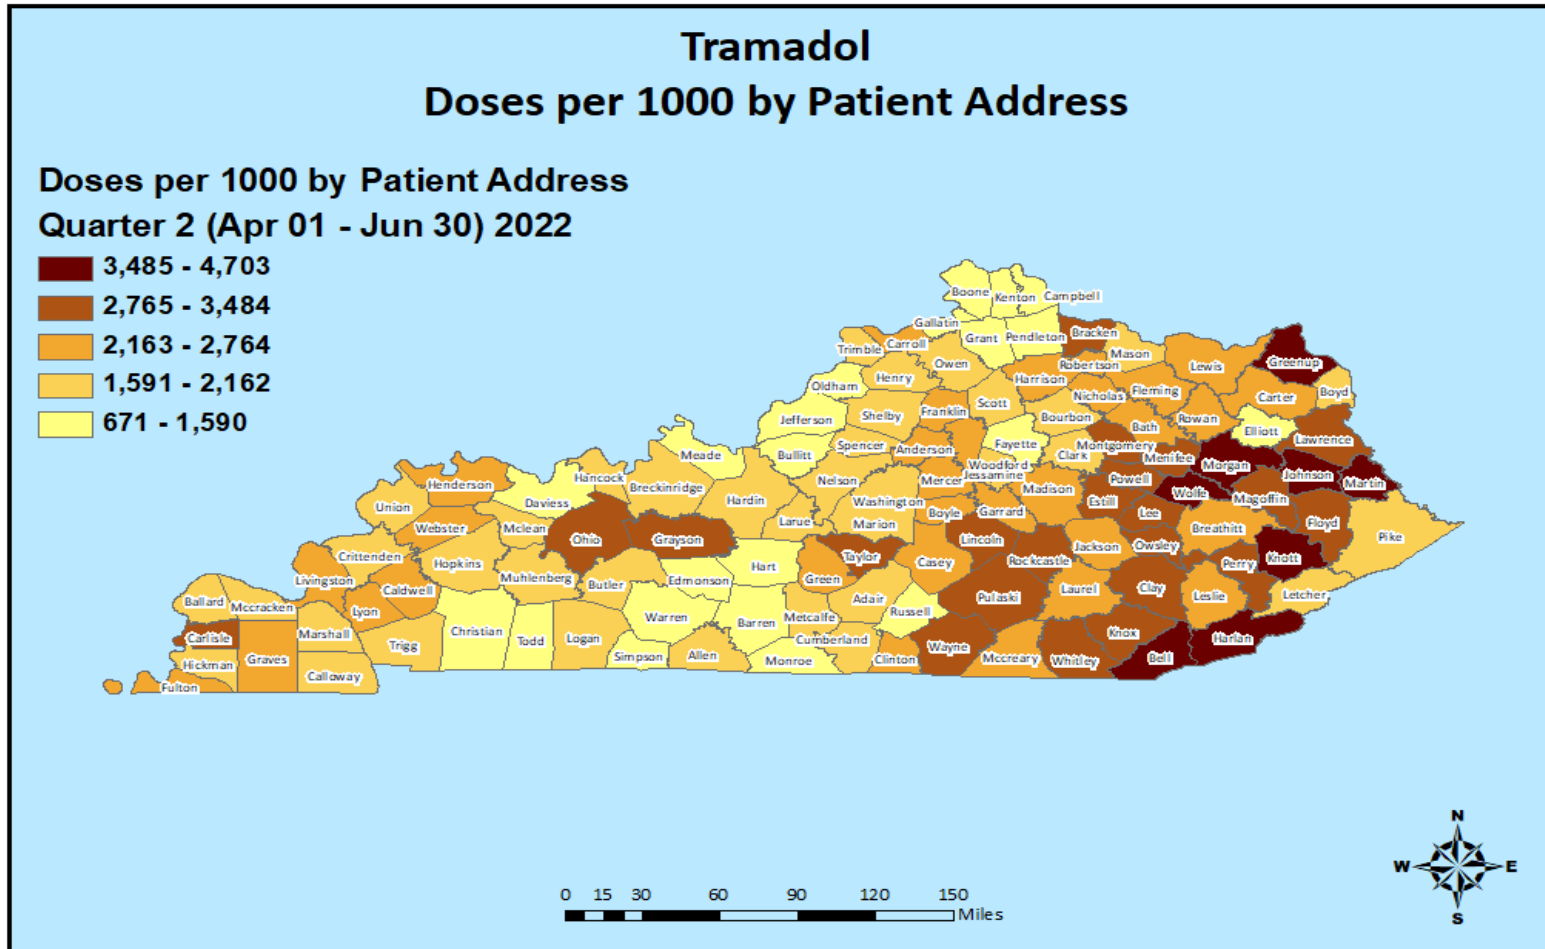 Tramadol
Doses per 1000 by Patient Address
Doses per 1000 by Patient Address
Quarter 2 (Apr 01 - Jun 30) 2022
3,485 - 4,703
2,765 - 3,484
2,163 - 2,764
1,591 - 2,162
671 - 1,590
Boone
Kenton
Campbell
Gallatin
Grant
Pendleton
Bracken
Trimble
Carroll
Owen
Robertson
Mason
Lewis
Greenup
Oldham
Henry
Harrison
Nicholas
Fleming
Carter
Boyd
Jefferson
Shelby
Franklin
Scott
Bourbon
Bath
Rowan
Elliott
Lawrence
Meade
Bullitt
Spencer
Anderson
Fayette
Clark
Montgomery
Menifee
Morgan
Johnson
Martin
Woodford
Jessamine
Henderson
Hancock
Breckinridge
Hardin
Nelson
Mercer
Madison
Powell
Estill
Wolfe
Magoffin
Union
Daviess
Washington
Larue
Marion
Boyle
Garrard
Lee
Breathitt
Floyd
Pike
Webster
Mclean
Ohio
Grayson
Taylor
Lincoln
Rockcastle
Jackson
Owsley
Perry
Knott
Crittenden
Hopkins
Muhlenberg
Butler
Edmonson
Hart
Green
Casey
Pulaski
Laurel
Clay
Leslie
Letcher
Livingston
Caldwell
Lyon
Ballard
Mccracken
Marshall
Trigg
Christian
Todd
Logan
Warren
Barren
Metcalfe
Adair
Russell
Carlisle
Hickman
Graves
Calloway
Fulton
Simpson
Allen
Monroe
Cumberland
Clinton
Wayne
Mccreary
Whitley
Knox
Bell
Harlan
N
W
E
S
0 15 30 60 90 120 150
Miles